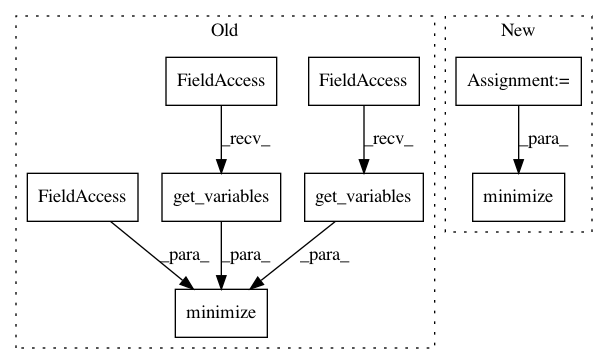 Old
New
FieldAccess
FieldAccess
Assignment:=
_recv_
_recv_
_para_
FieldAccess
get_variables
get_variables
minimize
_para_
_para_
_para_
minimize